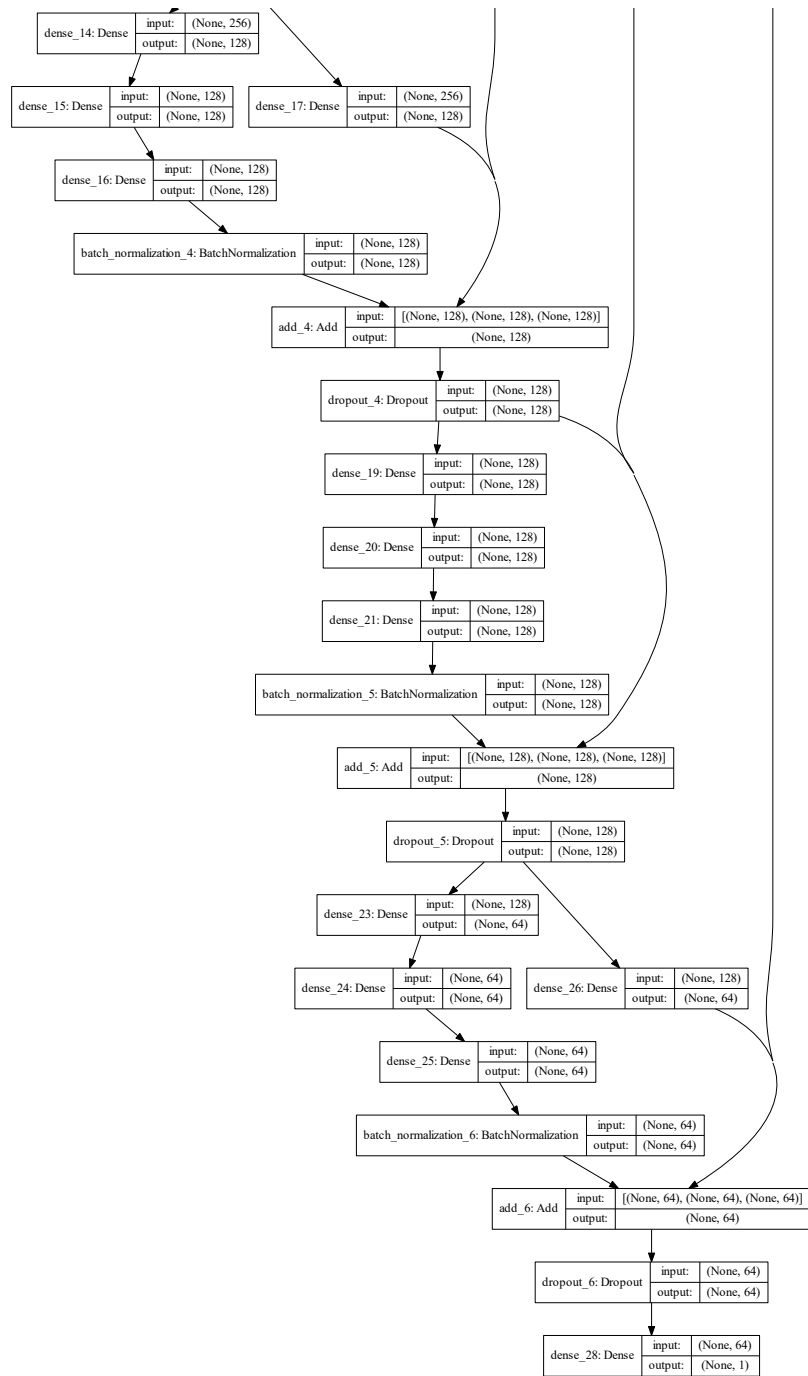 dense_14: Dense input: (None, 256)
output: (None, 128)
dense_15: Dense input: (None, 128)
output: (None, 128)
dense_17: Dense input: (None, 256)
output: (None, 128)
dense_16: Dense input: (None, 128)
output: (None, 128)
batch_normalization_4: BatchNormalization input: (None, 128)
output: (None, 128)
add_4: Add input: [(None, 128), (None, 128), (None, 128)]
output: (None, 128)
dropout_4: Dropout input: (None, 128)
output: (None, 128)
dense_19: Dense input: (None, 128)
output: (None, 128)
dense_20: Dense input: (None, 128)
output: (None, 128)
dense_21: Dense input: (None, 128)
output: (None, 128)
batch_normalization_5: BatchNormalization input: (None, 128)
output: (None, 128)
add_5: Add input: [(None, 128), (None, 128), (None, 128)]
output: (None, 128)
dropout_5: Dropout input: (None, 128)
output: (None, 128)
dense_23: Dense input: (None, 128)
output: (None, 64)
dense_24: Dense input: (None, 64)
output: (None, 64)
dense_26: Dense input: (None, 128)
output: (None, 64)
dense_25: Dense input: (None, 64)
output: (None, 64)
batch_normalization_6: BatchNormalization input: (None, 64)
output: (None, 64)
add_6: Add input: [(None, 64), (None, 64), (None, 64)]
output: (None, 64)
dropout_6: Dropout input: (None, 64)
output: (None, 64)
dense_28: Dense input: (None, 64)
output: (None, 1)